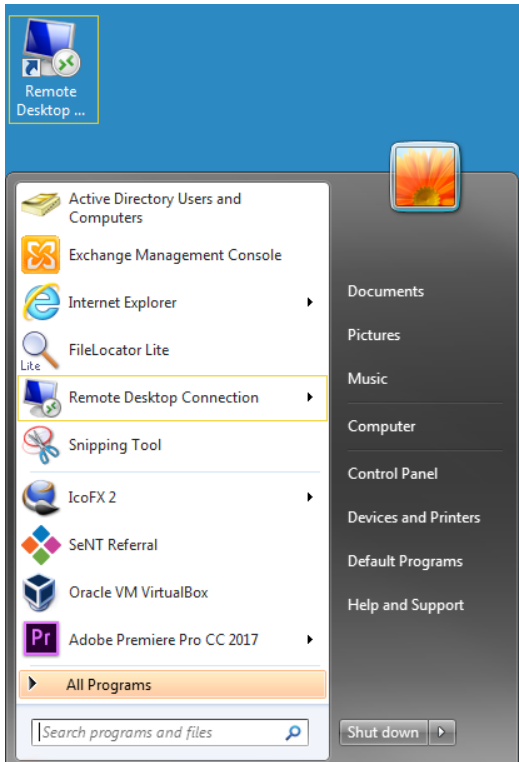 Remote
Desktop ...
Active Directory Users and
Computers
Exchange Management Console
Internet Explorer
Lite
FileLocator Lite
Remote Desktop Connection
Snipping Tool
IcoFX 2
SeNT Referral
Oracle VM VirtualBox
Pr
Adobe Premiere Pro CC 2017
All Programs
Search programs and files
Documents
Pictures
Music
Computer
Control Panel
Devices and Printers
Default Programs
Help and Support
Shut down